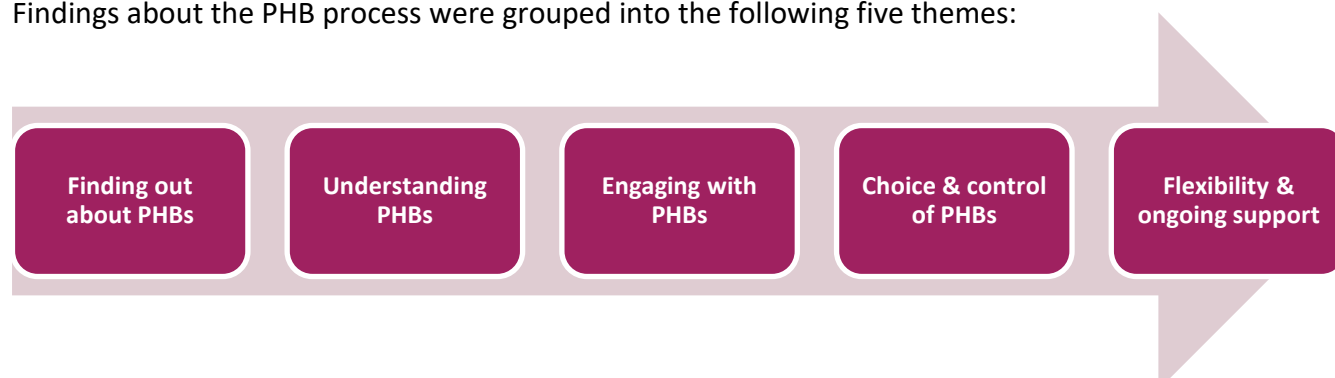 Findings about the PHB process were grouped into the following five themes:
Finding out
about PHBs
Understanding
PHBs
Engaging with
PHBs
Choice & control
of PHBs
Flexibility &
ongoing support